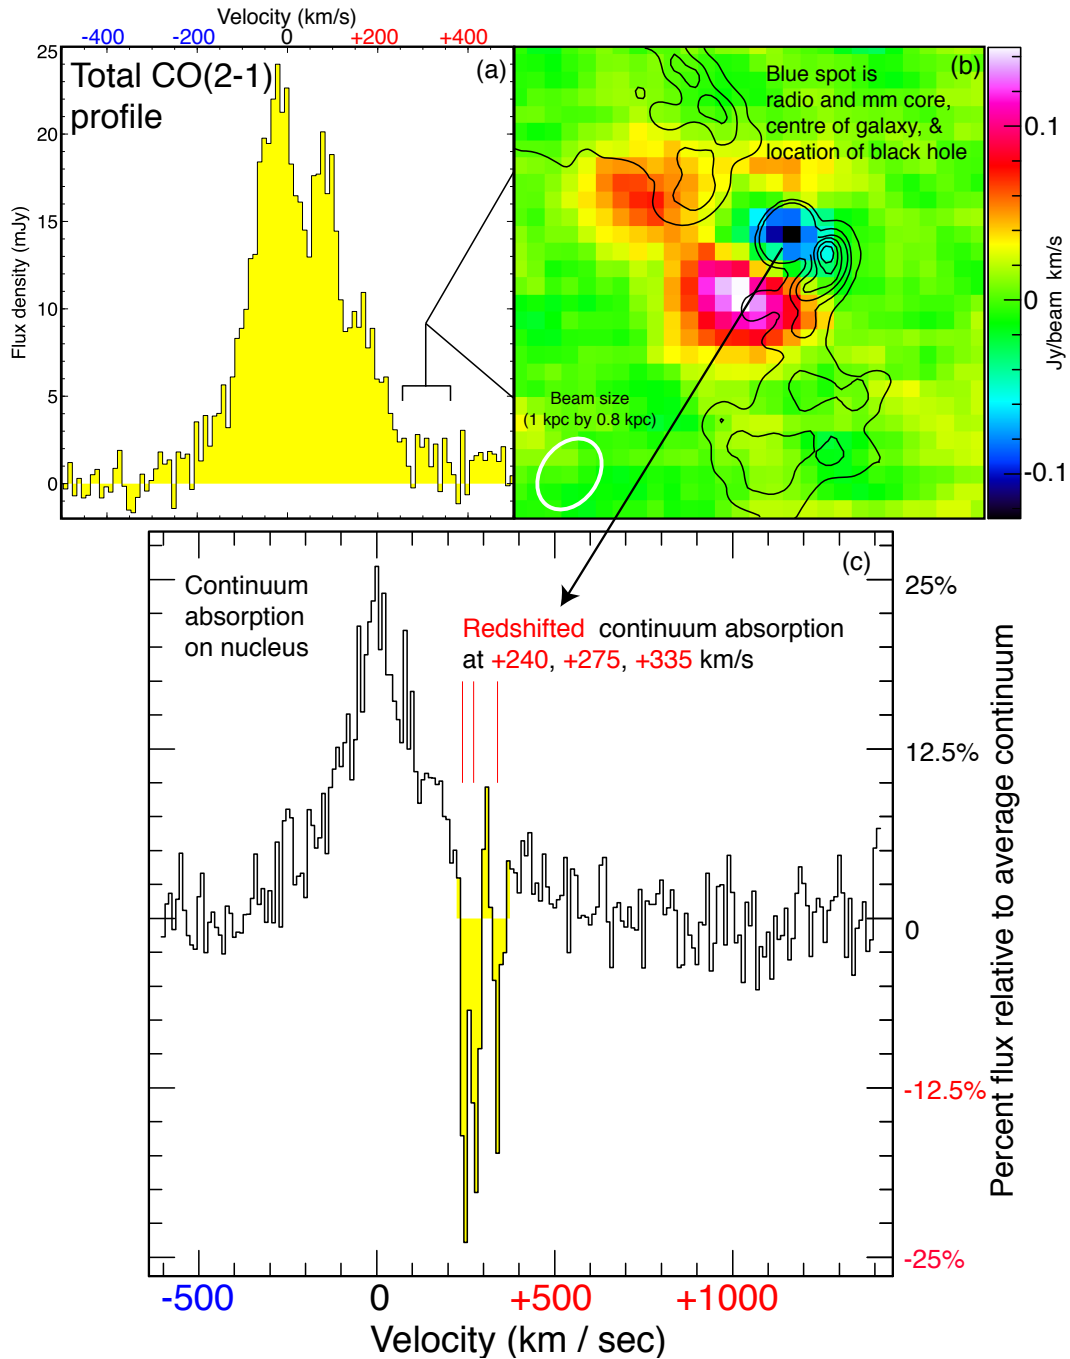 Velocity (km/s)
-400 -200 0 +200 +400
25
20
15
10
5
0
Flux density (mJy)
Total CO(2-1)
profile
(a)
(b)
Blue spot is
radio and mm core,
centre of galaxy, &
location of black hole
Beam size
(1 kpc by 0.8 kpc)
0.1
0
-0.1
Jy/beam km/s
(c)
Continuum
absorption
on nucleus
Redshifted continuum absorption
at +240, +275, +335 km/s
25%
12.5%
0
-12.5%
-25%
Percent flux relative to average continuum
-500 0 +500 +1000
Velocity (km / sec)